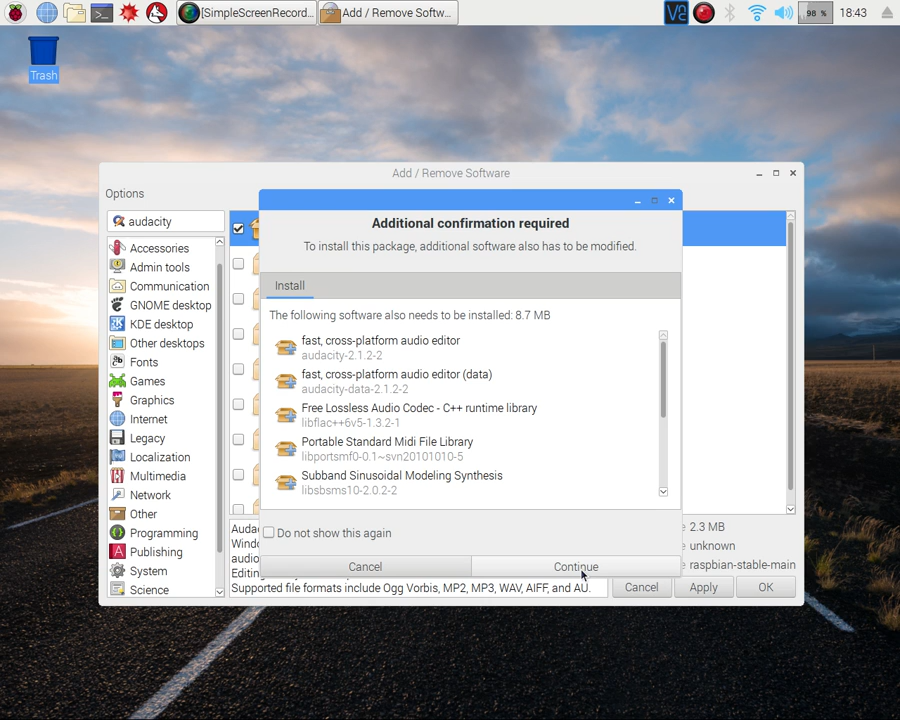 [SimpleScreenRecord...
Add / Remove Softw...
V2
98 %
18:43
Trash
Add / Remove Software
Options
audacity
Accessories
Admin tools
Communication
GNOME desktop
KDE desktop
Other desktops
Fonts
Games
Graphics
Internet
Legacy
Localization
Multimedia
Network
Other
Programming
Publishing
System
Science
Additional confirmation required
To install this package, additional software also has to be modified.
Install
The following software also needs to be installed: 8.7 MB
fast, cross-platform audio editor
audacity-2.1.2-2
fast, cross-platform audio editor (data)
audacity-data-2.1.2-2
Free Lossless Audio Codec - C++ runtime library
libflac++6v5-1.3.2-1
Portable Standard Midi File Library
libportsmf0-0.1~svn20101010-5
Subband Sinusoidal Modeling Synthesis
libsbsms10-2.0.2-2
Do not show this again
Cancel
Continue
Audac
Windo
audio
Editing
Supported file formats include Ogg Vorbis, MP2, MP3, WAV, AIFF, and AU.
e 2.3 MB
e unknown
e raspbian-stable-main
Cancel
Apply
OK